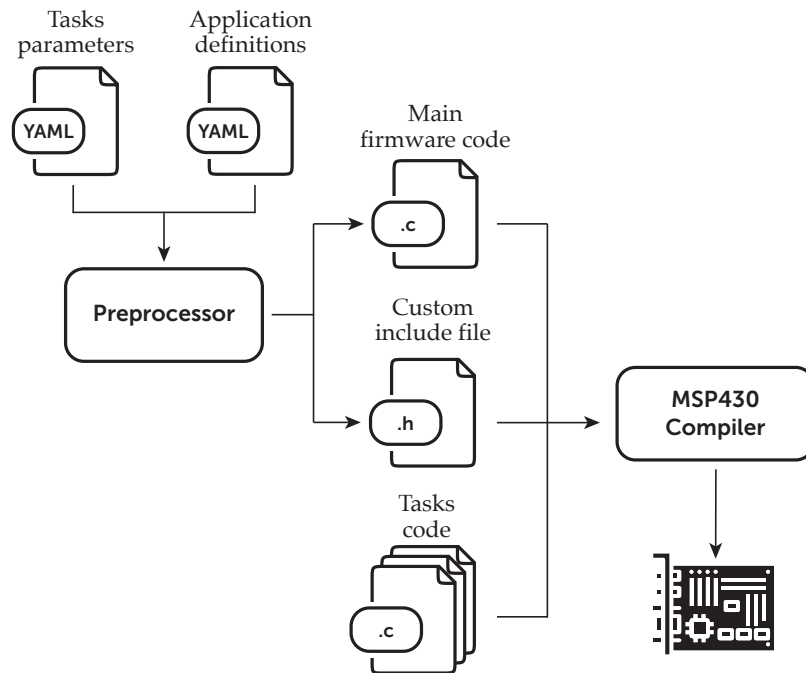 Tasks
parameters
Application
definitions
YAML
YAML
Main
firmware code
.c
Preprocessor
Custom
include file
.h
MSP430
Compiler
Tasks
code
.c